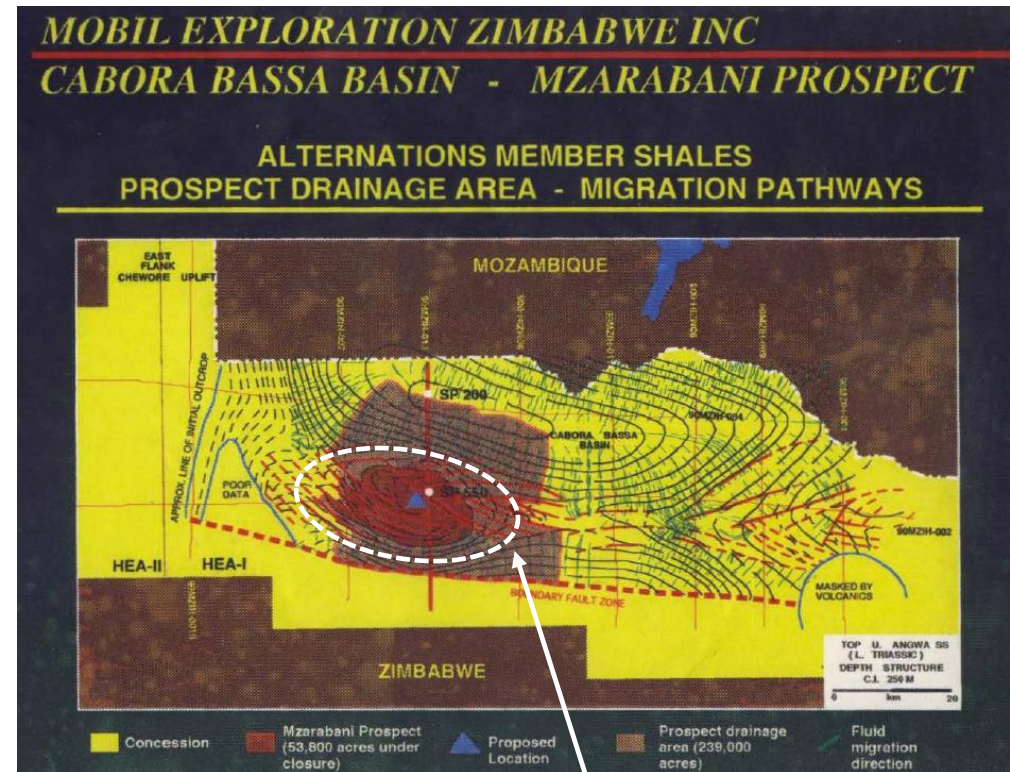 MOBIL EXPLORATION ZIMBABWE INC
CABORA BASSA BASIN - MZARABANI PROSPECT
ALTERNATIONS MEMBER SHALES
PROSPECT DRAINAGE AREA - MIGRATION PATHWAYS
EAST
FLANK
CHEWORE UPLIFT
MOZAMBIQUE
APPROX. LINE OF INITIAL OUTCROP
SP 200
90MZIH-004
CABORA BASSA
BASIN
POOR
DATA
SP 550
90MZIH-002
HEA-II
HEA-I
BOUNDARY FAULT ZONE
MASKED BY
VOLCANICS
ZIMBABWE
TOP U. ANGWA SS
(L. TRIASSIC)
DEPTH STRUCTURE
C.I. 250 M
0 km 20
Concession
Mzarabani Prospect
(53,800 acres under
closure)
Proposed
Location
Prospect drainage
area (239,000
acres)
Fluid
migration
direction